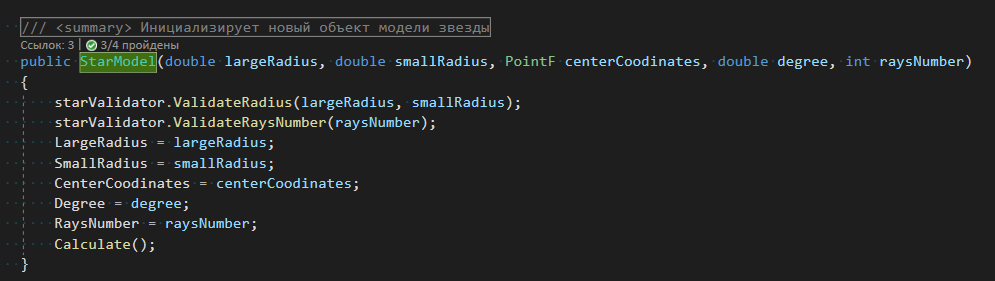 /// <summary> Инициализирует новый объект модели звезды
Ссылок: 3 | 3/4 пройдены
public StarModel(double largeRadius, double smallRadius, PointF centerCoodinates, double degree, int raysNumber)
{
starValidator.ValidateRadius(largeRadius, smallRadius);
starValidator.ValidateRaysNumber(raysNumber);
LargeRadius = largeRadius;
SmallRadius = smallRadius;
CenterCoodinates = centerCoodinates;
Degree = degree;
RaysNumber = raysNumber;
Calculate();
}